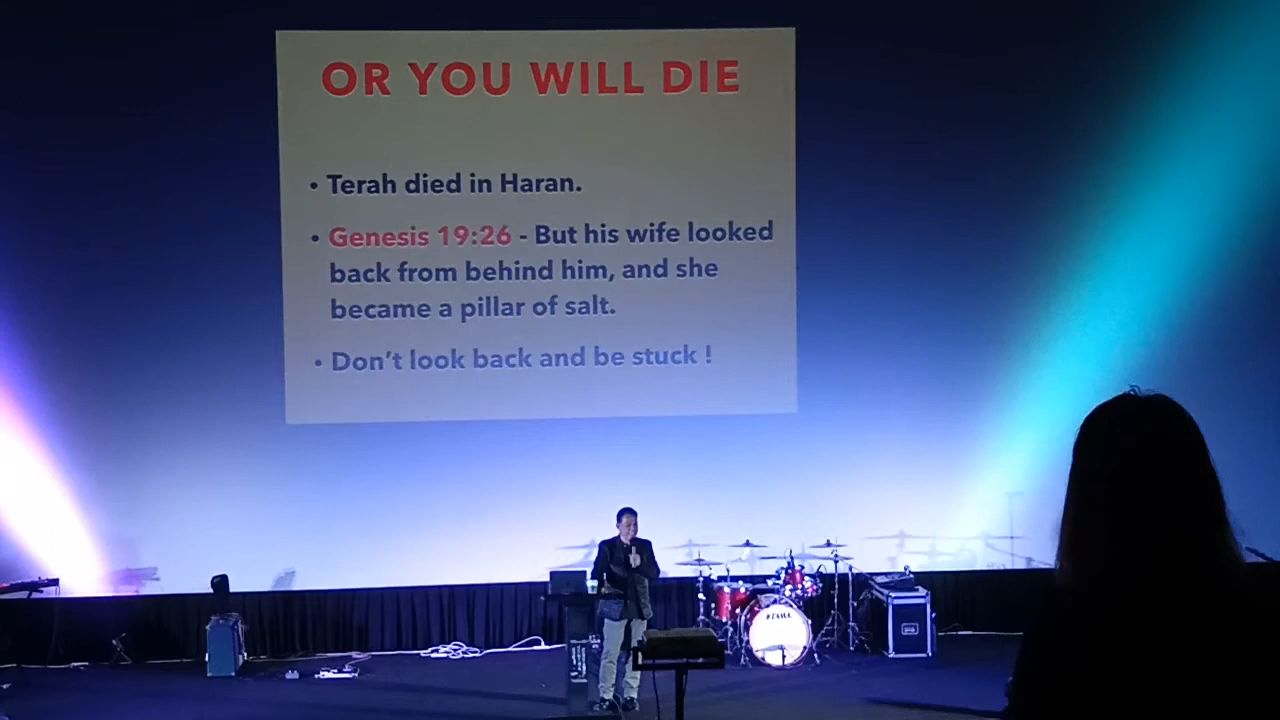 OR YOU WILL DIE
• Terah died in Haran.
• Genesis 19:26 - But his wife looked
back from behind him, and she
became a pillar of salt.
• Don't look back and be stuck !
TAMA